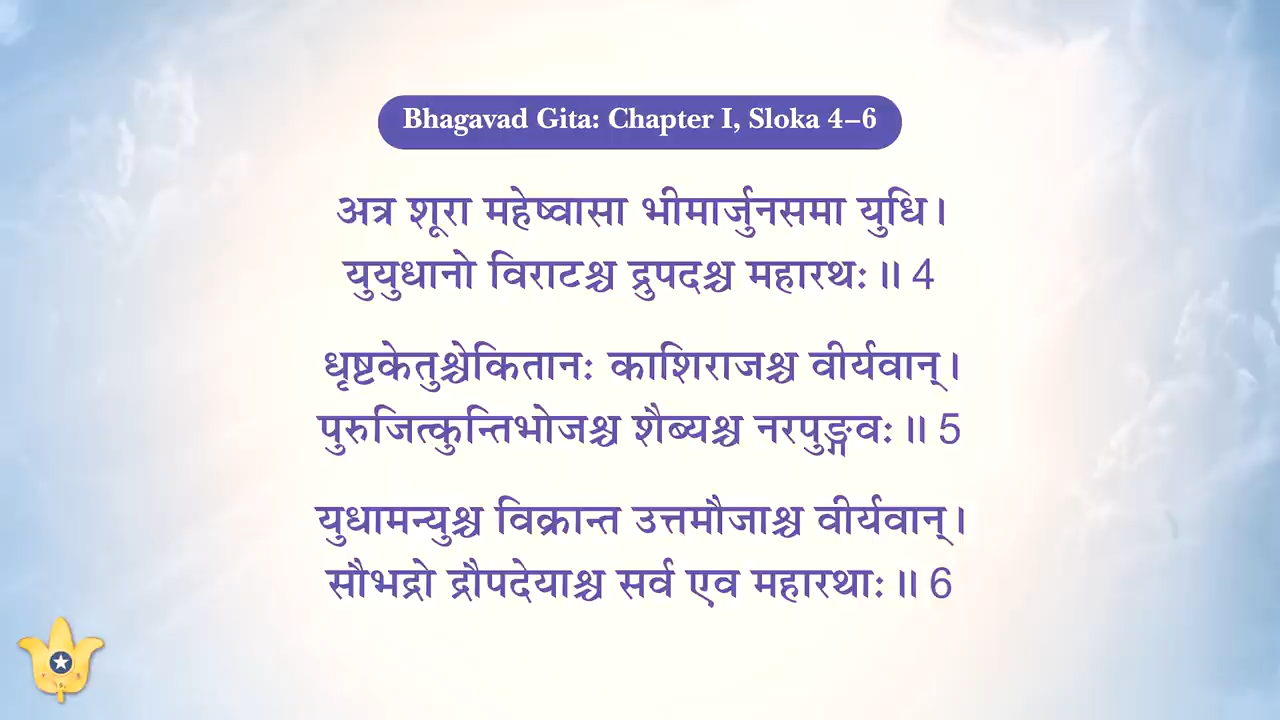 Bhagavad Gita: Chapter I, Sloka 4–6
अत्र शूरा महेष्वासा भीमार्जुनसमा युधि।
युयुधानो विराटश्च द्रुपदश्च महारथः॥ 4
धृष्टकेतुश्चेकितानः काशिराजश्च वीर्यवान्।
पुरुजित्कुन्तिभोजश्च शैब्यश्च नरपुङ्गवः॥ 5
युधामन्युश्च विक्रान्त उत्तमौजाश्च वीर्यवान्।
सौभद्रो द्रौपदेयाश्च सर्व एव महारथाः॥ 6